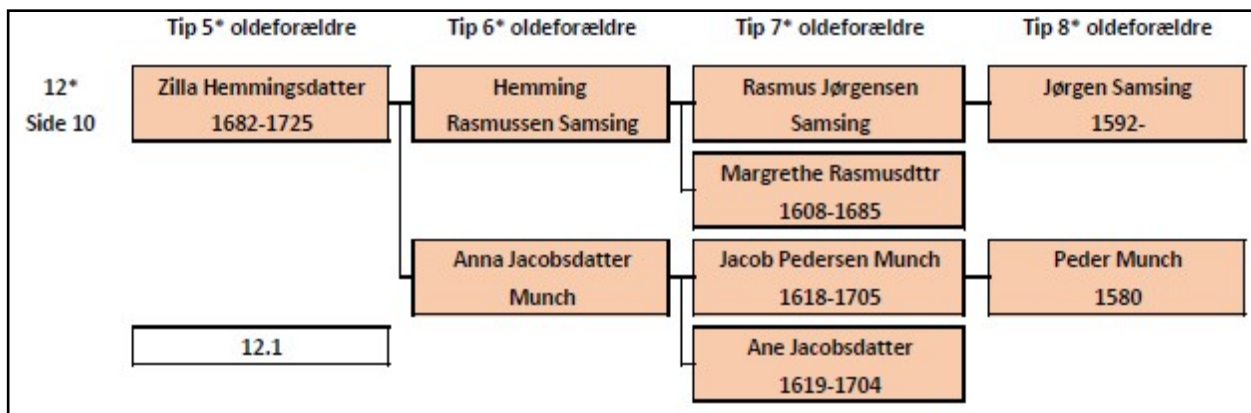 Tip 5* oldeforældre
Tip 6* oldeforældre
Tip 7* oldeforældre
Tip 8* oldeforældre
12*
Side 10
Zilla Hemmingsdatter
1682-1725
Hemming
Rasmussen Samsing
Rasmus Jørgensen
Samsing
Jørgen Samsing
1592-
Margrethe Rasmusdttr
1608-1685
Anna Jacobsdatter
Munch
Jacob Pedersen Munch
1618-1705
Peder Munch
1580
12.1
Ane Jacobsdatter
1619-1704